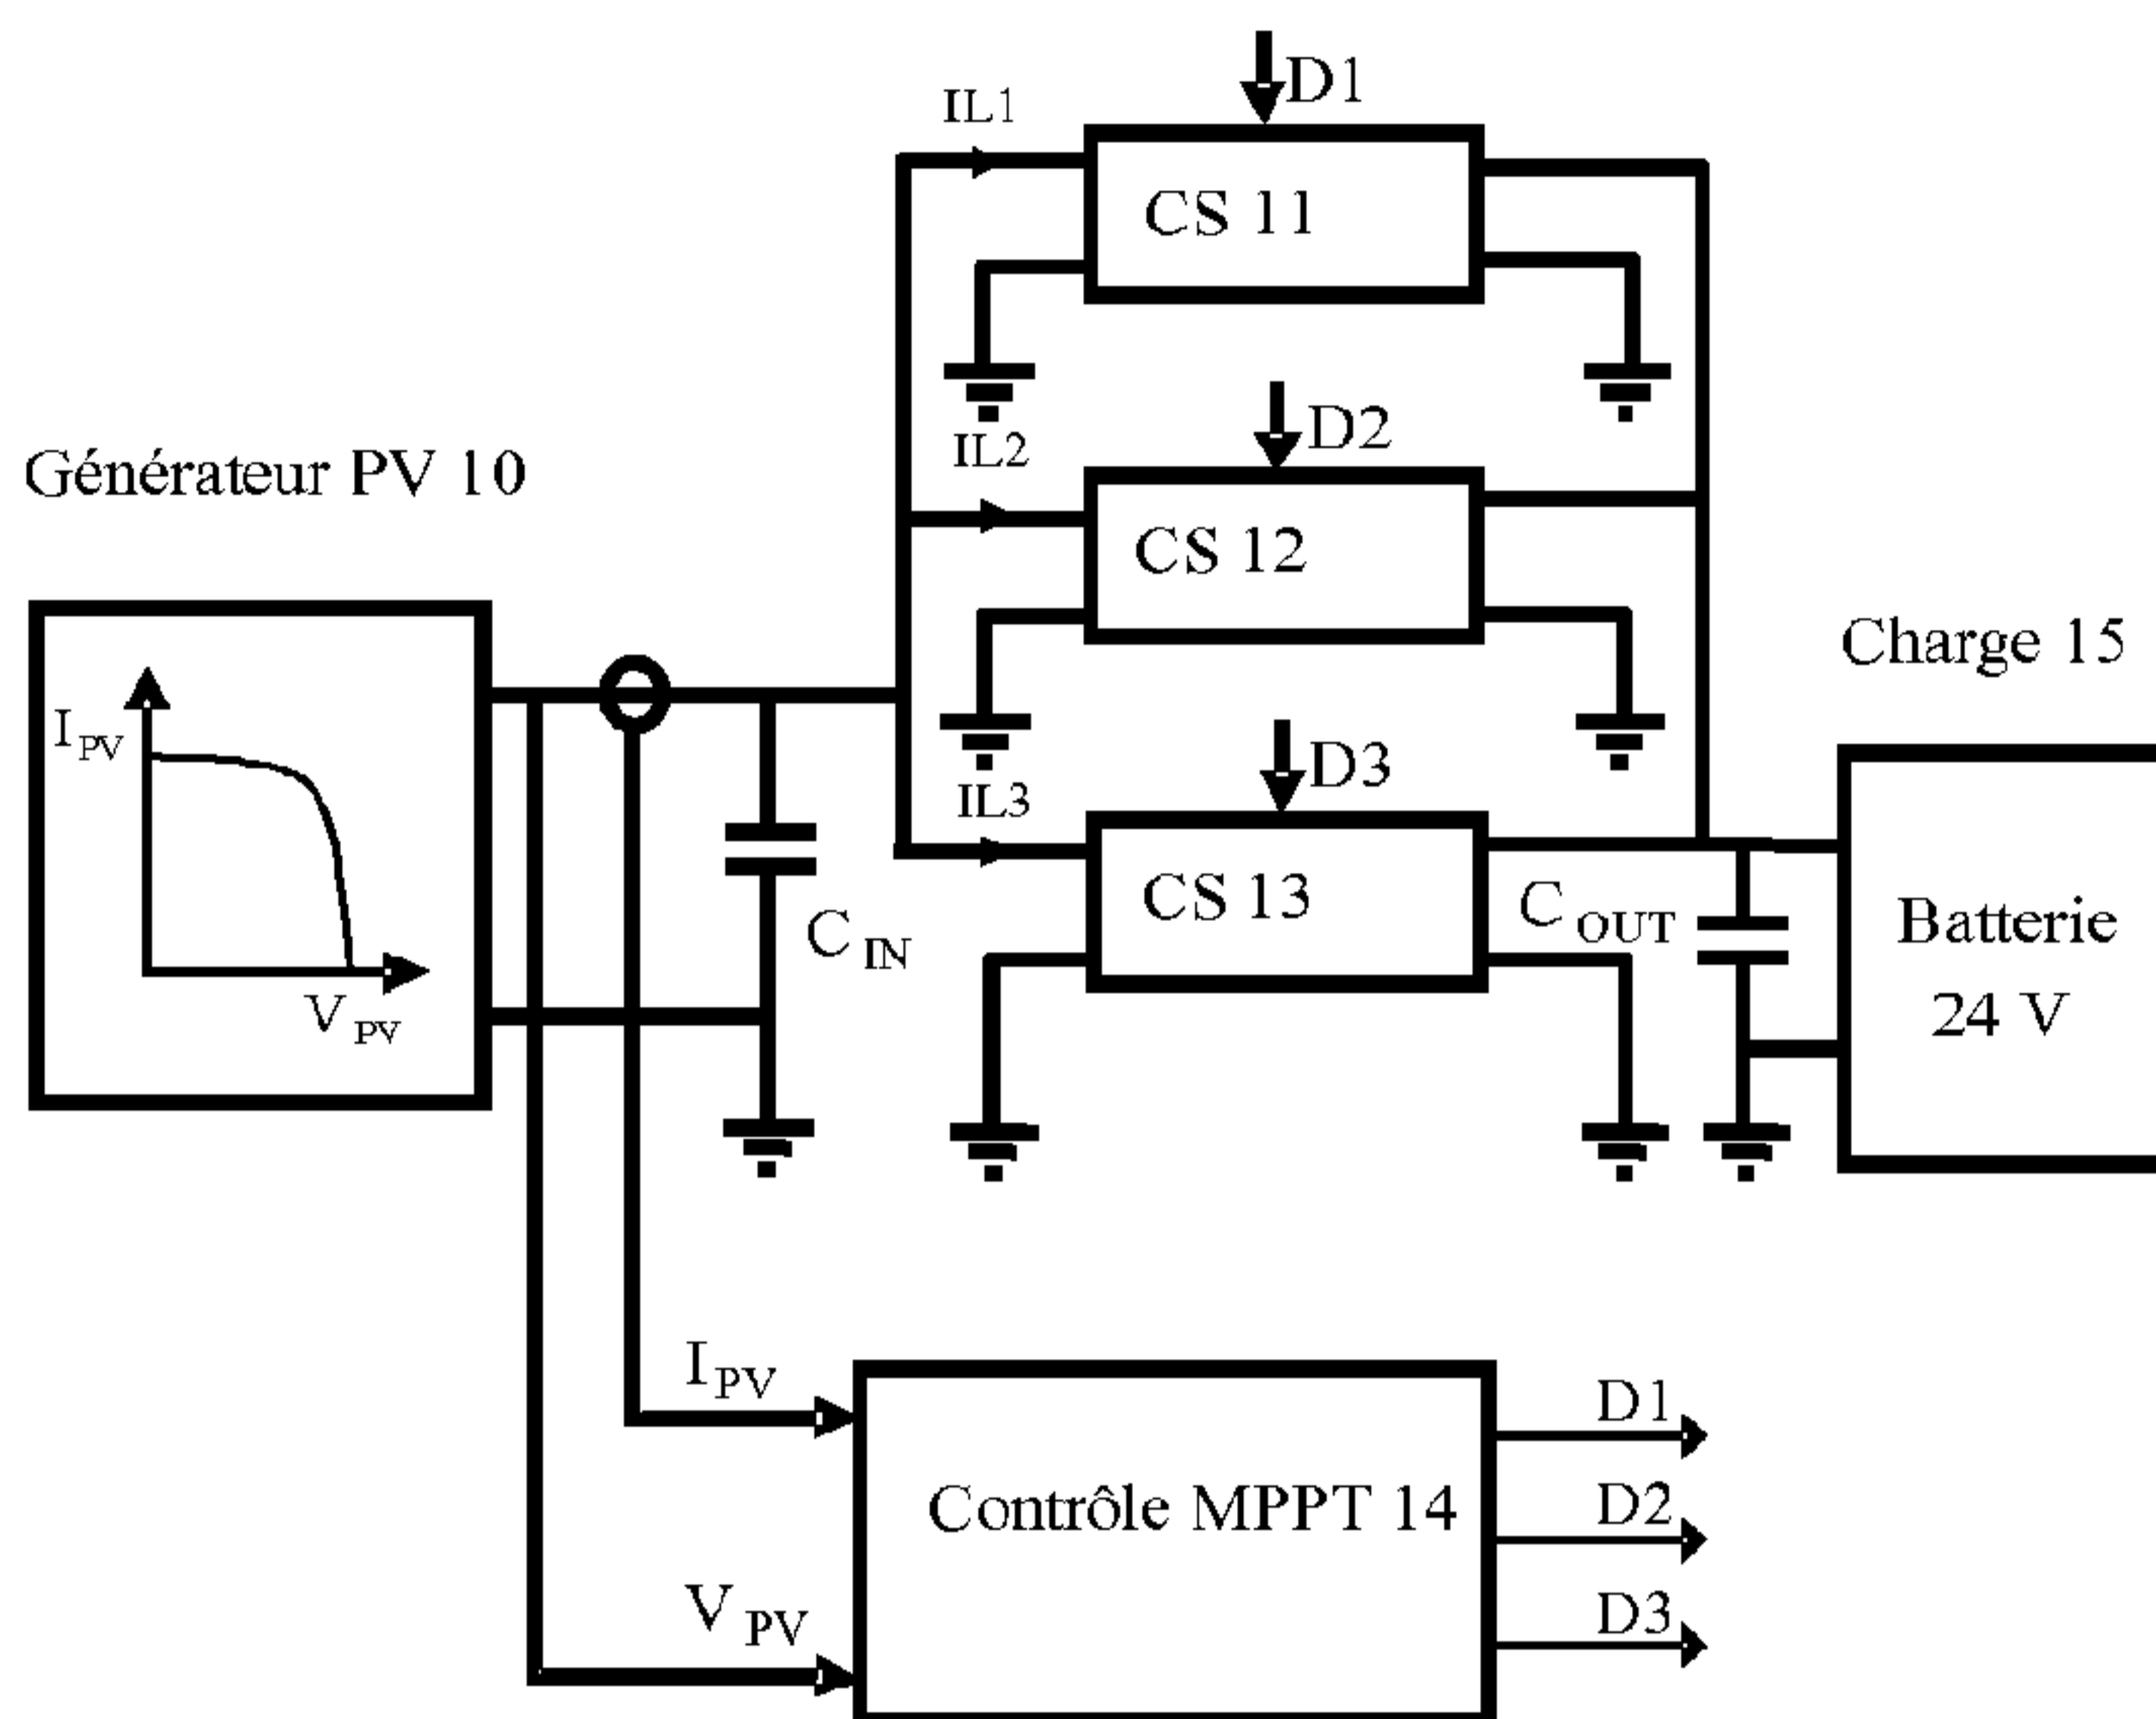 D1
IL1
CS 11
D2
IL2
Générateur PV 10
CS 12
Charge 15
I PV
D3
IL3
CS 13
C OUT
Batterie
24 V
C IN
V PV
I PV
D1
Contrôle MPPT 14
D2
V PV
D3